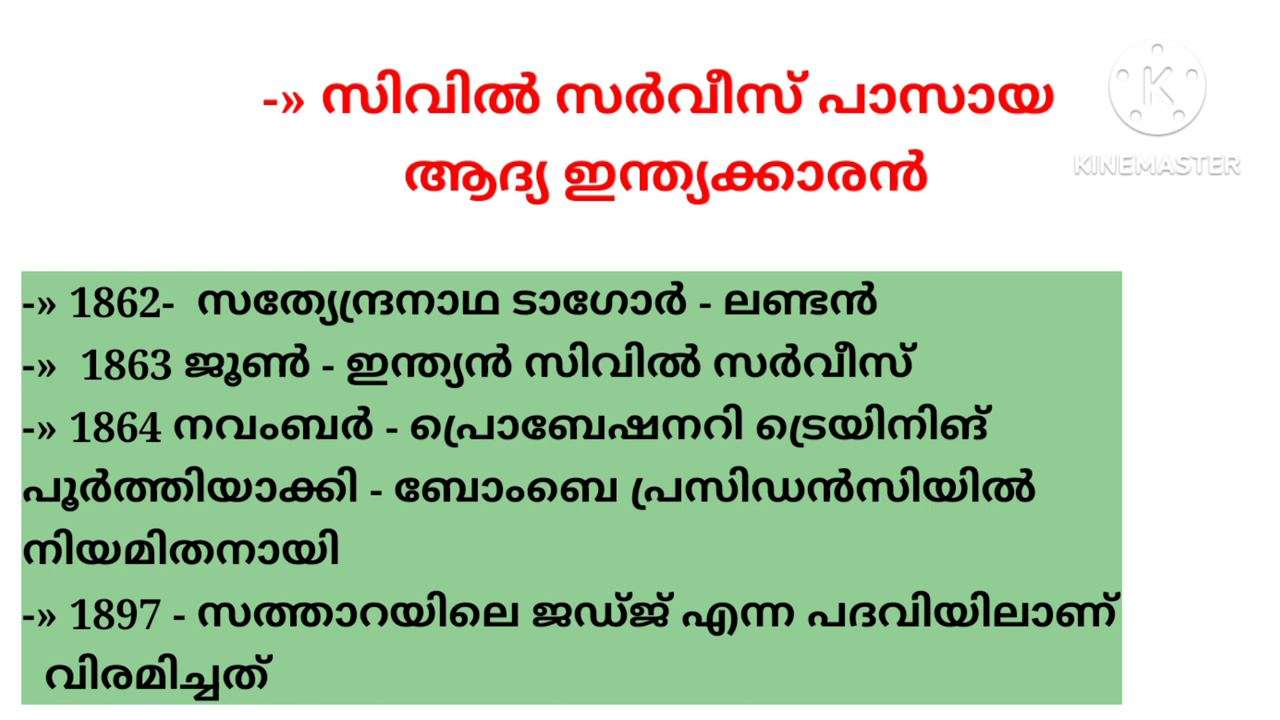 -» സിവിൽ സർവീസ് പാസായ
ആദ്യ ഇന്ത്യക്കാരൻ
KINEMASTER
-» 1862- സത്യേന്ദ്രനാഥ ടാഗോർ - ലണ്ടൻ
-» 1863 ജൂൺ - ഇന്ത്യൻ സിവിൽ സർവീസ്
-» 1864 നവംബർ - പ്രൊബേഷനറി ട്രെയിനിങ്
പൂർത്തിയാക്കി - ബോംബെ പ്രസിഡൻസിയിൽ
നിയമിതനായി
-» 1897 - സത്താറയിലെ ജഡ്ജ് എന്ന പദവിയിലാണ്
വിരമിച്ചത്